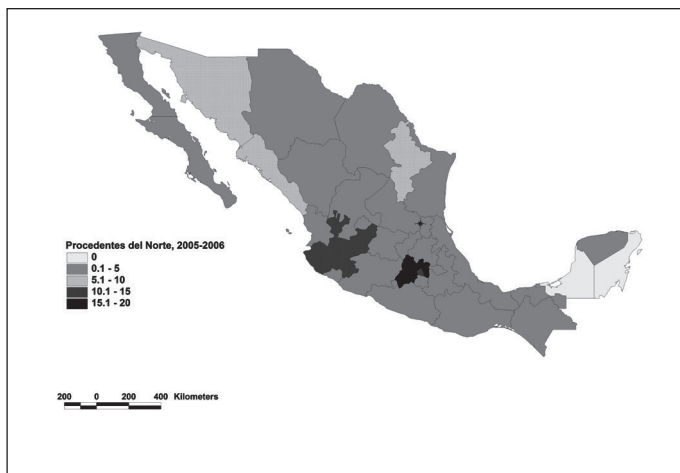 Procedentes del Norte, 2005-2006
0
0.1 - 5
5.1 - 10
10.1 - 15
15.1 - 20
200 0 200 400 Kilometers